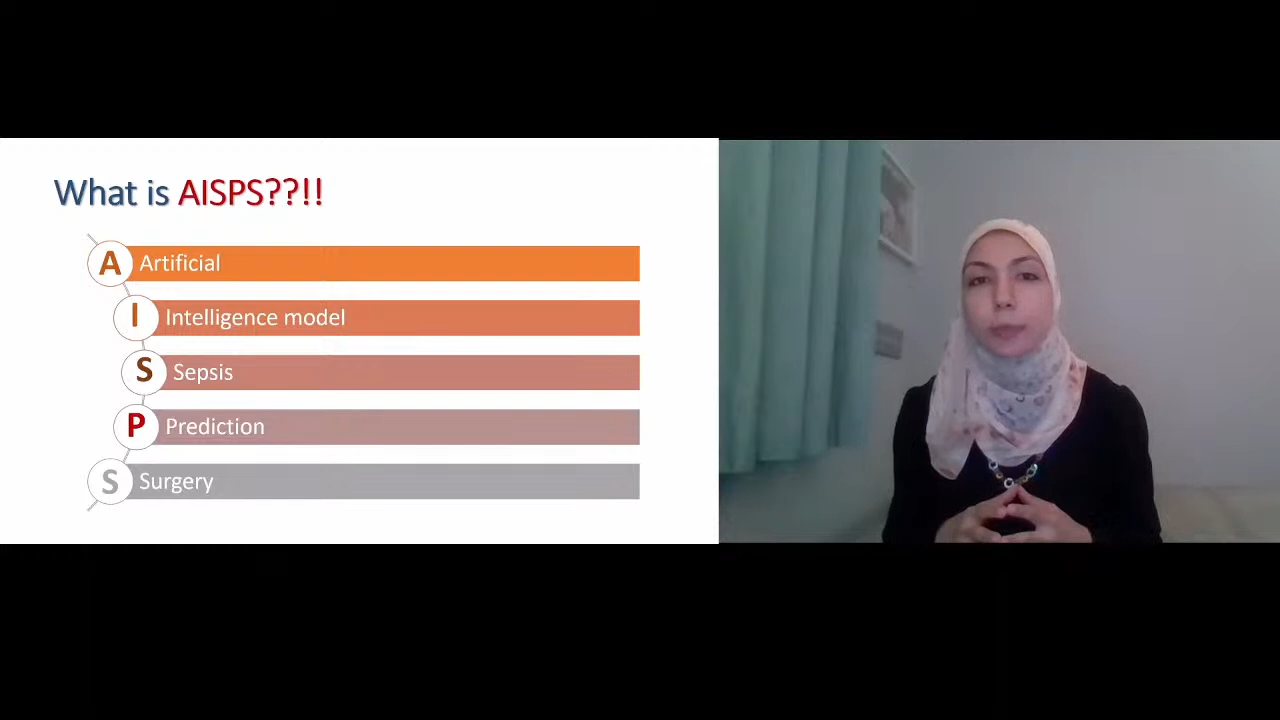 What is AISPS??!!
A Artificial
I Intelligence model
S Sepsis
P Prediction
S Surgery